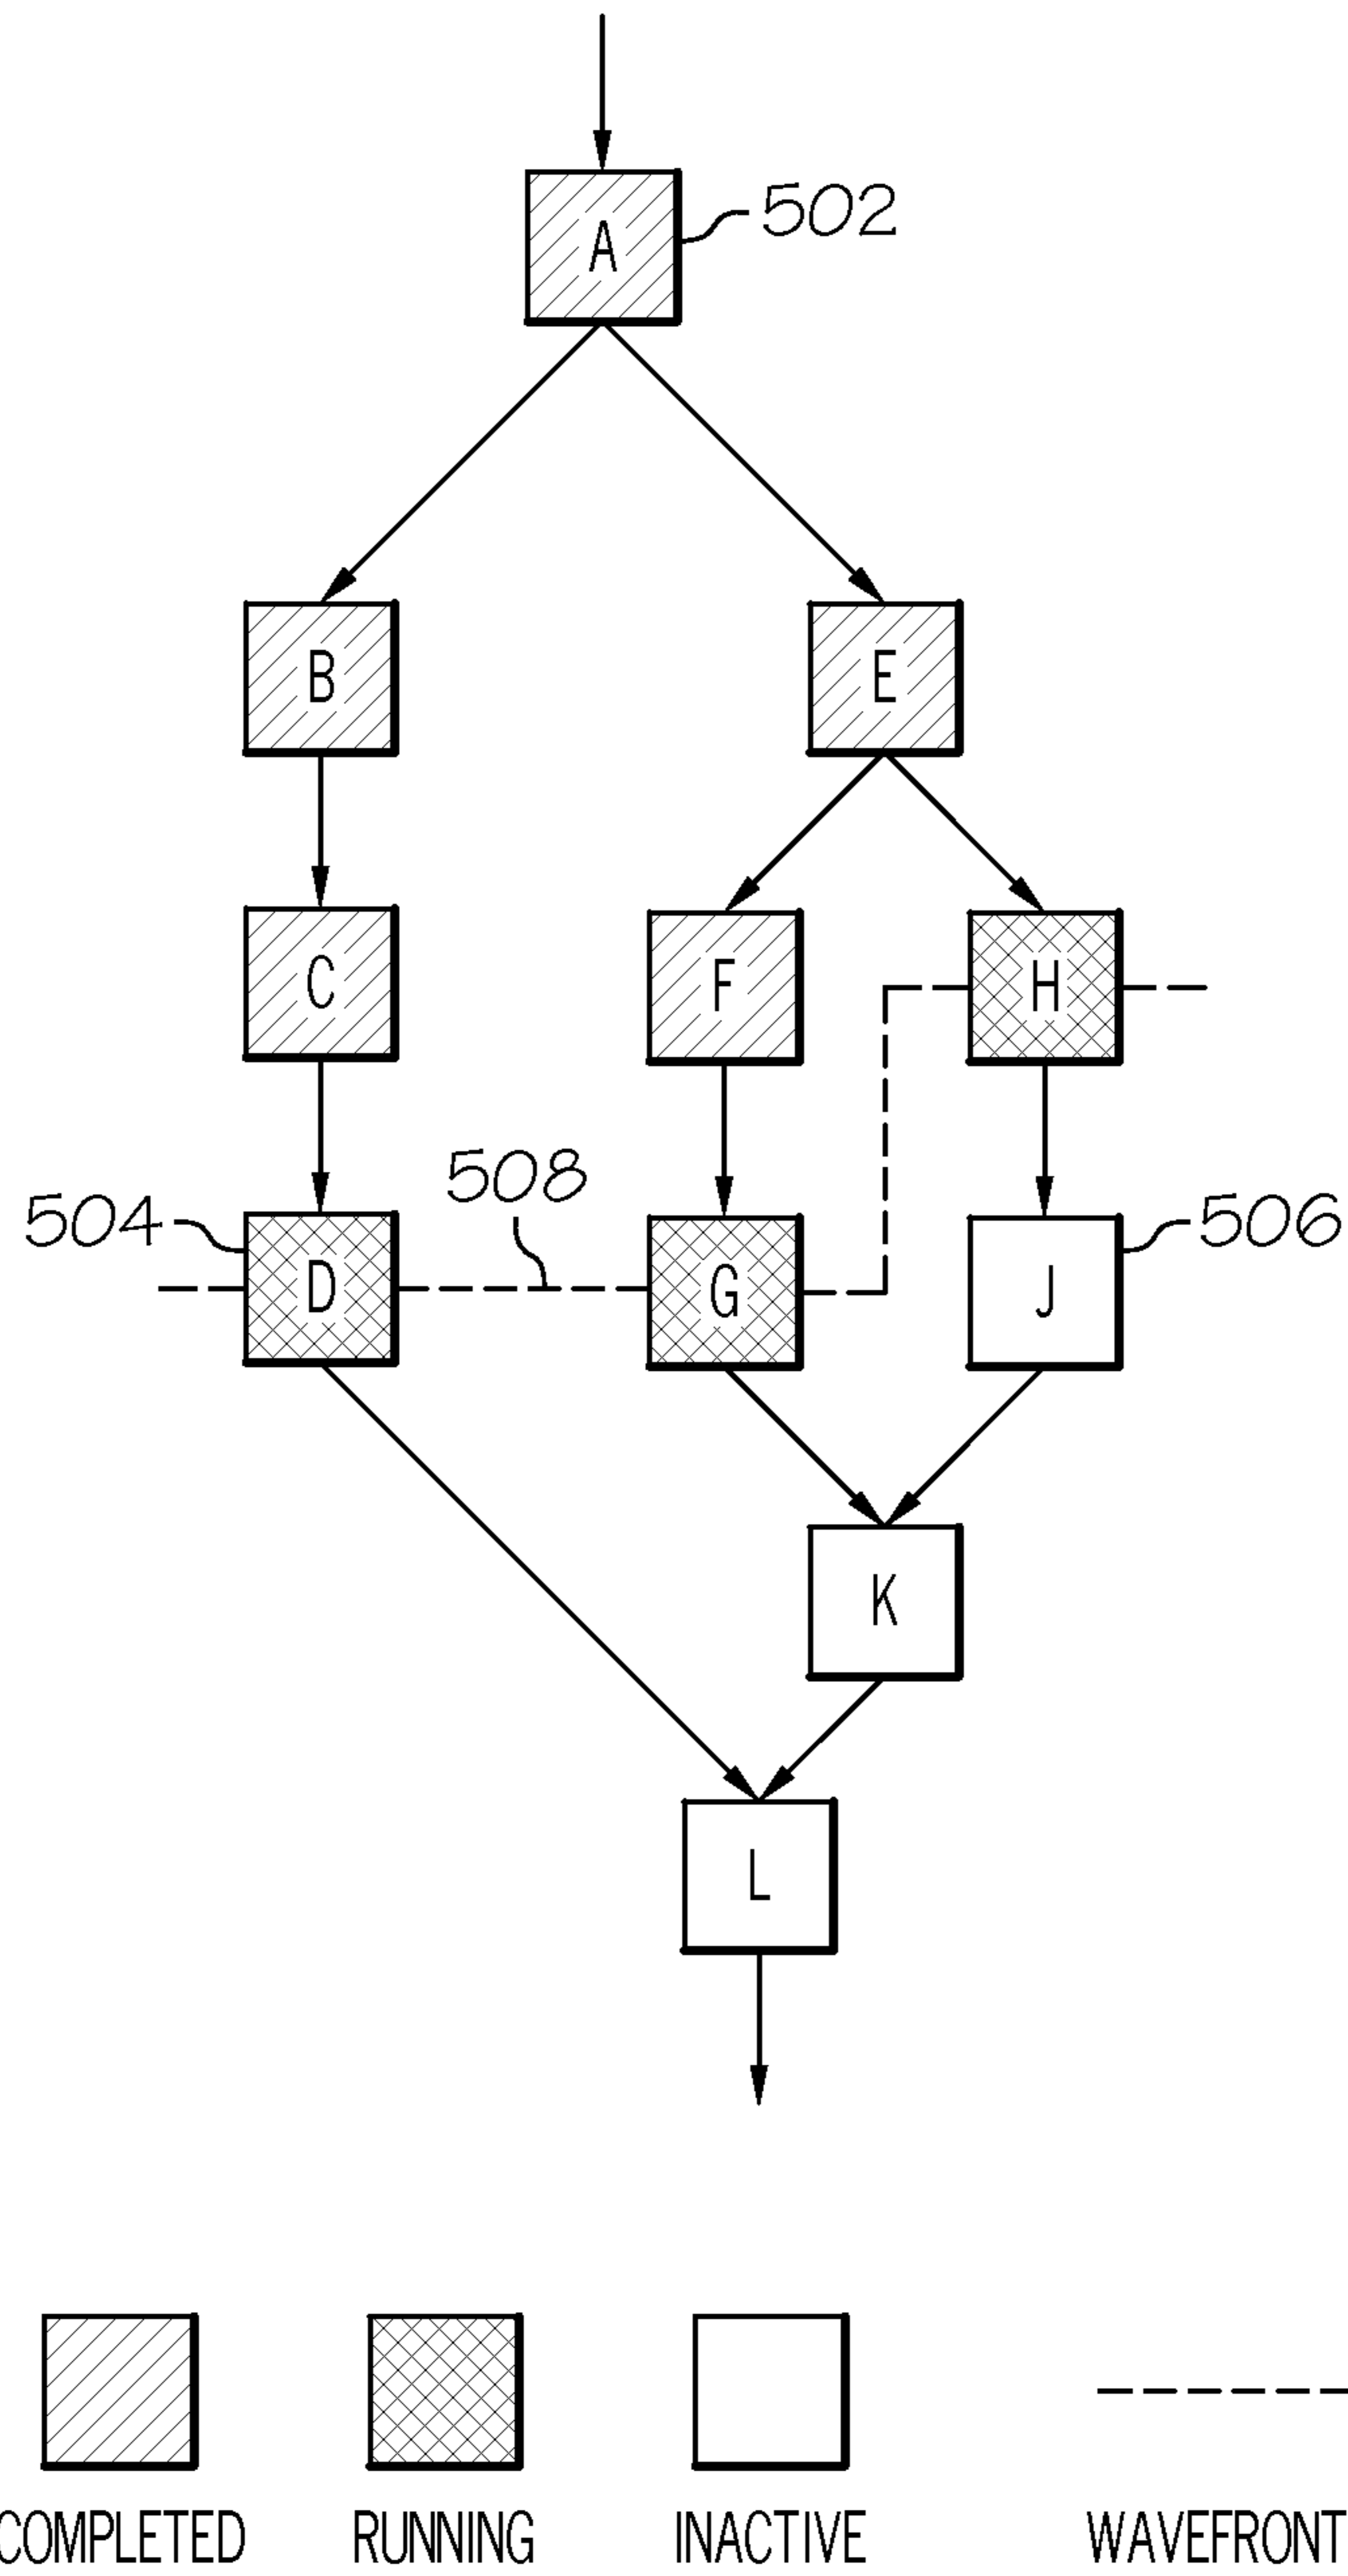 A
502
B
E
C
F
H
508
504
D
G
J
506
K
L
COMPLETED
RUNNING
INACTIVE
WAVEFRONT